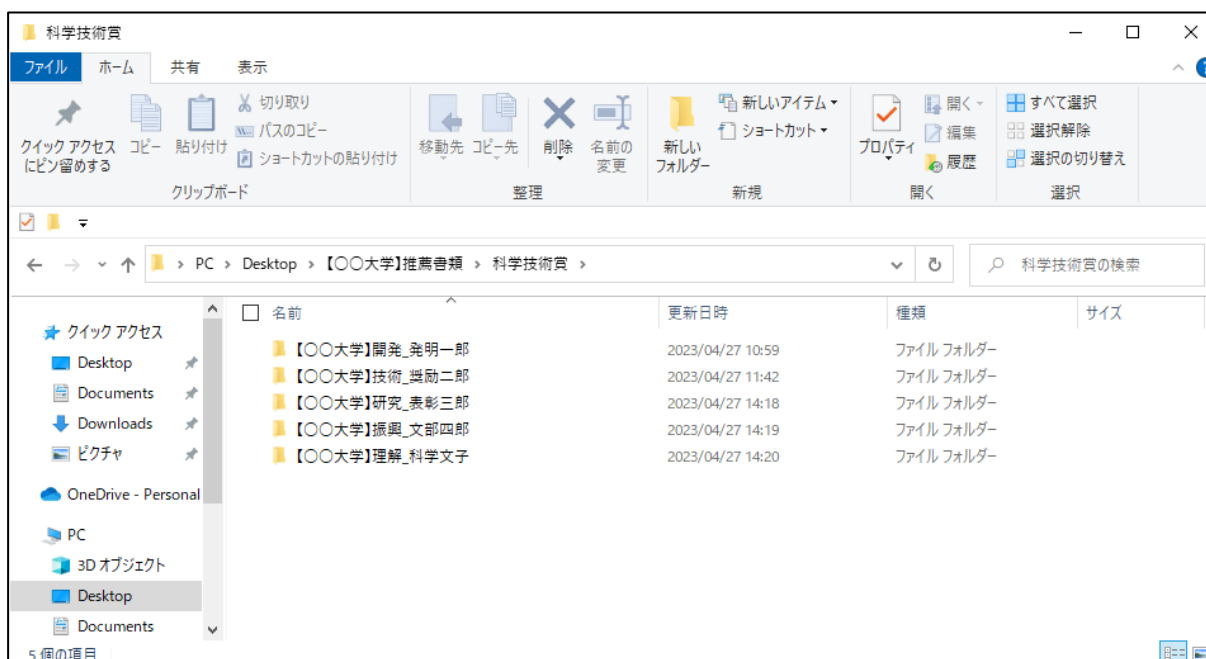 科学技術賞
ファイル ホーム 共有 表示
クイック アクセス
にピン留めする
コピー
貼り付け
切り取り
パスのコピー
ショートカットの貼り付け
クリップボード
移動先
コピー先
削除
名前の
変更
整理
新しい
フォルダー
新しいアイテム
ショートカット
新規
プロパティ
開く
編集
履歴
開く
すべて選択
選択解除
選択の切り替え
選択
PC › Desktop › 【○○大学】推薦書類 › 科学技術賞 ›
科学技術賞の検索
名前 更新日時 種類 サイズ
【○○大学】開発_発明一郎 2023/04/27 10:59 ファイル フォルダー
【○○大学】技術_奨励二郎 2023/04/27 11:42 ファイル フォルダー
【○○大学】研究_表彰三郎 2023/04/27 14:18 ファイル フォルダー
【○○大学】振興_文部四郎 2023/04/27 14:19 ファイル フォルダー
【○○大学】理解_科学文子 2023/04/27 14:20 ファイル フォルダー
クイック アクセス
Desktop
Documents
Downloads
ピクチャ
OneDrive - Personal
PC
3D オブジェクト
Desktop
Documents
5 個の項目